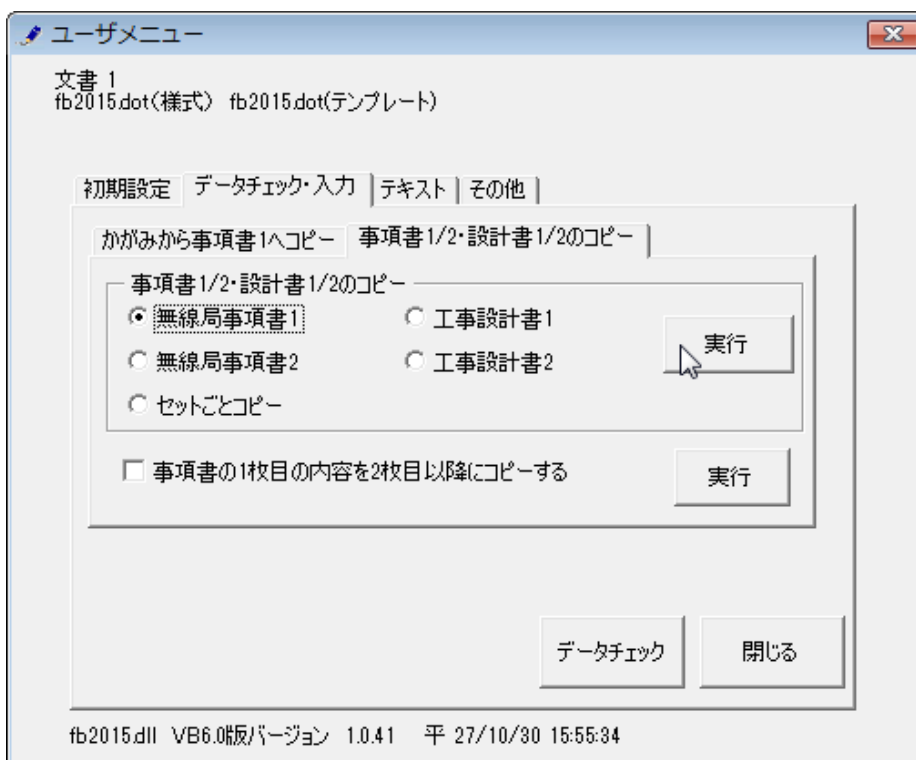 ユーザメニュー
文書 1
fb2015.dot(様式) fb2015.dot(テンプレート)
初期設定 データチェック・入力 テキスト その他
かがみから事項書1へコピー 事項書1/2・設計書1/2のコピー
事項書1/2・設計書1/2のコピー
無線局事項書1 工事設計書1
実行
無線局事項書2 工事設計書2
セットごとコピー
事項書の1枚目の内容を2枚目以降にコピーする 実行
データチェック 閉じる
fb2015.dll VB6.0版バージョン 1.0.41 平 27/10/30 15:55:34